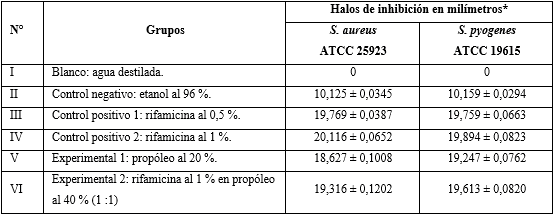 N° Grupos Halos de inhibición en milímetros*
S. aureus S. pyogenes
ATCC 25923 ATCC 19615
I Blanco: agua destilada. 0 0
II Control negativo: etanol al 96 %. 10,125 ± 0,0345 10,159 ± 0,0294
III Control positivo 1: rifamicina al 0,5 %. 19,769 ± 0,0387 19,759 ± 0,0663
IV Control positivo 2: rifamicina al 1 %. 20,116 ± 0,0652 19,894 ± 0,0823
V Experimental 1: propóleo al 20 %. 18,627 ± 0,1008 19,247 ± 0,0762
VI Experimental 2: rifamicina al 1 % en propóleo 19,316 ± 0,1202 19,613 ± 0,0820
al 40 % (1 :1)